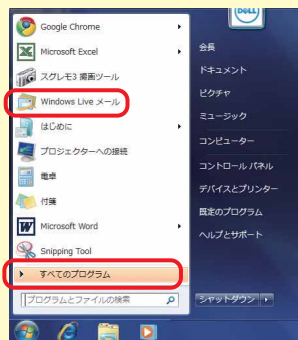 DELL
Google Chrome
Microsoft Excel
スグレモ3 描画ツール
Windows Live メール
はじめに
プロジェクターへの接続
電卓
付箋
Microsoft Word
Snipping Tool
すべてのプログラム
プログラムとファイルの検索
会長
ドキュメント
ピクチャ
ミュージック
コンピューター
コントロール パネル
デバイスとプリンター
既定のプログラム
ヘルプとサポート
シャットダウン